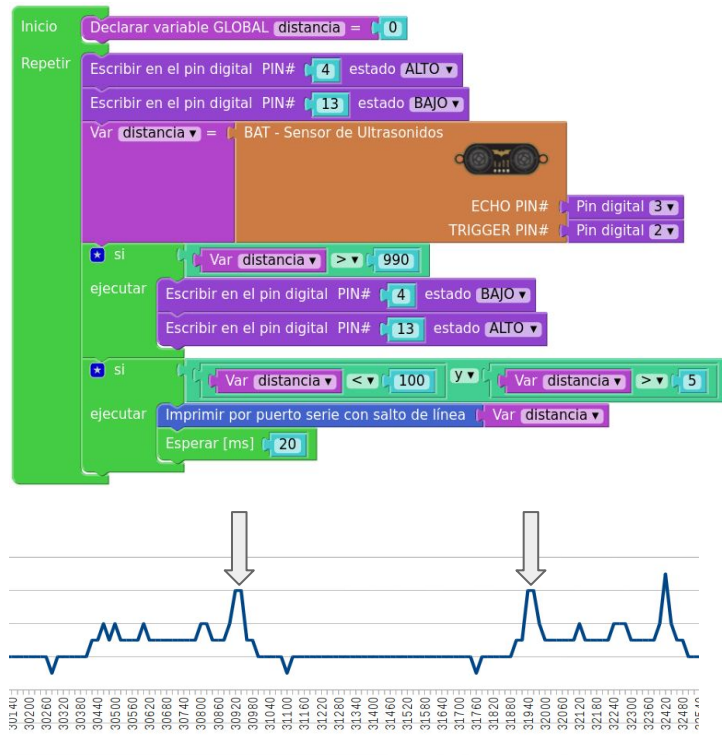 Inicio Declarar variable GLOBAL distancia = 0
Repetir Escribir en el pin digital PIN# 4 estado ALTO
Escribir en el pin digital PIN# 13 estado BAJO
Var distancia = BAT - Sensor de Ultrasonidos
ECHO PIN# Pin digital 3
TRIGGER PIN# Pin digital 2
si Var distancia > 990
ejecutar Escribir en el pin digital PIN# 4 estado BAJO
Escribir en el pin digital PIN# 13 estado ALTO
si Var distancia < 100 y Var distancia > 5
ejecutar Imprimir por puerto serie con salto de línea Var distancia
Esperar [ms] 20
30140 30200 30260 30320 30380 30440 30500 30560 30620 30680 30740 30800 30860 30920 30980 31040 31100 31160 31220 31280 31340 31400 31460 31520 31580 31640 31700 31760 31820 31880 31940 32000 32060 32120 32180 32240 32300 32360 32420 32480